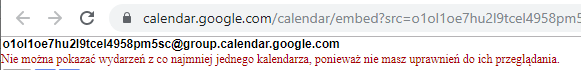 calendar.google.com/calendar/embed?src=o1ol1oe7hu2l9tcel4958pm5
o1ol1oe7hu2l9tcel4958pm5sc@group.calendar.google.com
Nie można pokazać wydarzeń z co najmniej jednego kalendarza, ponieważ nie masz uprawnień do ich przeglądania.